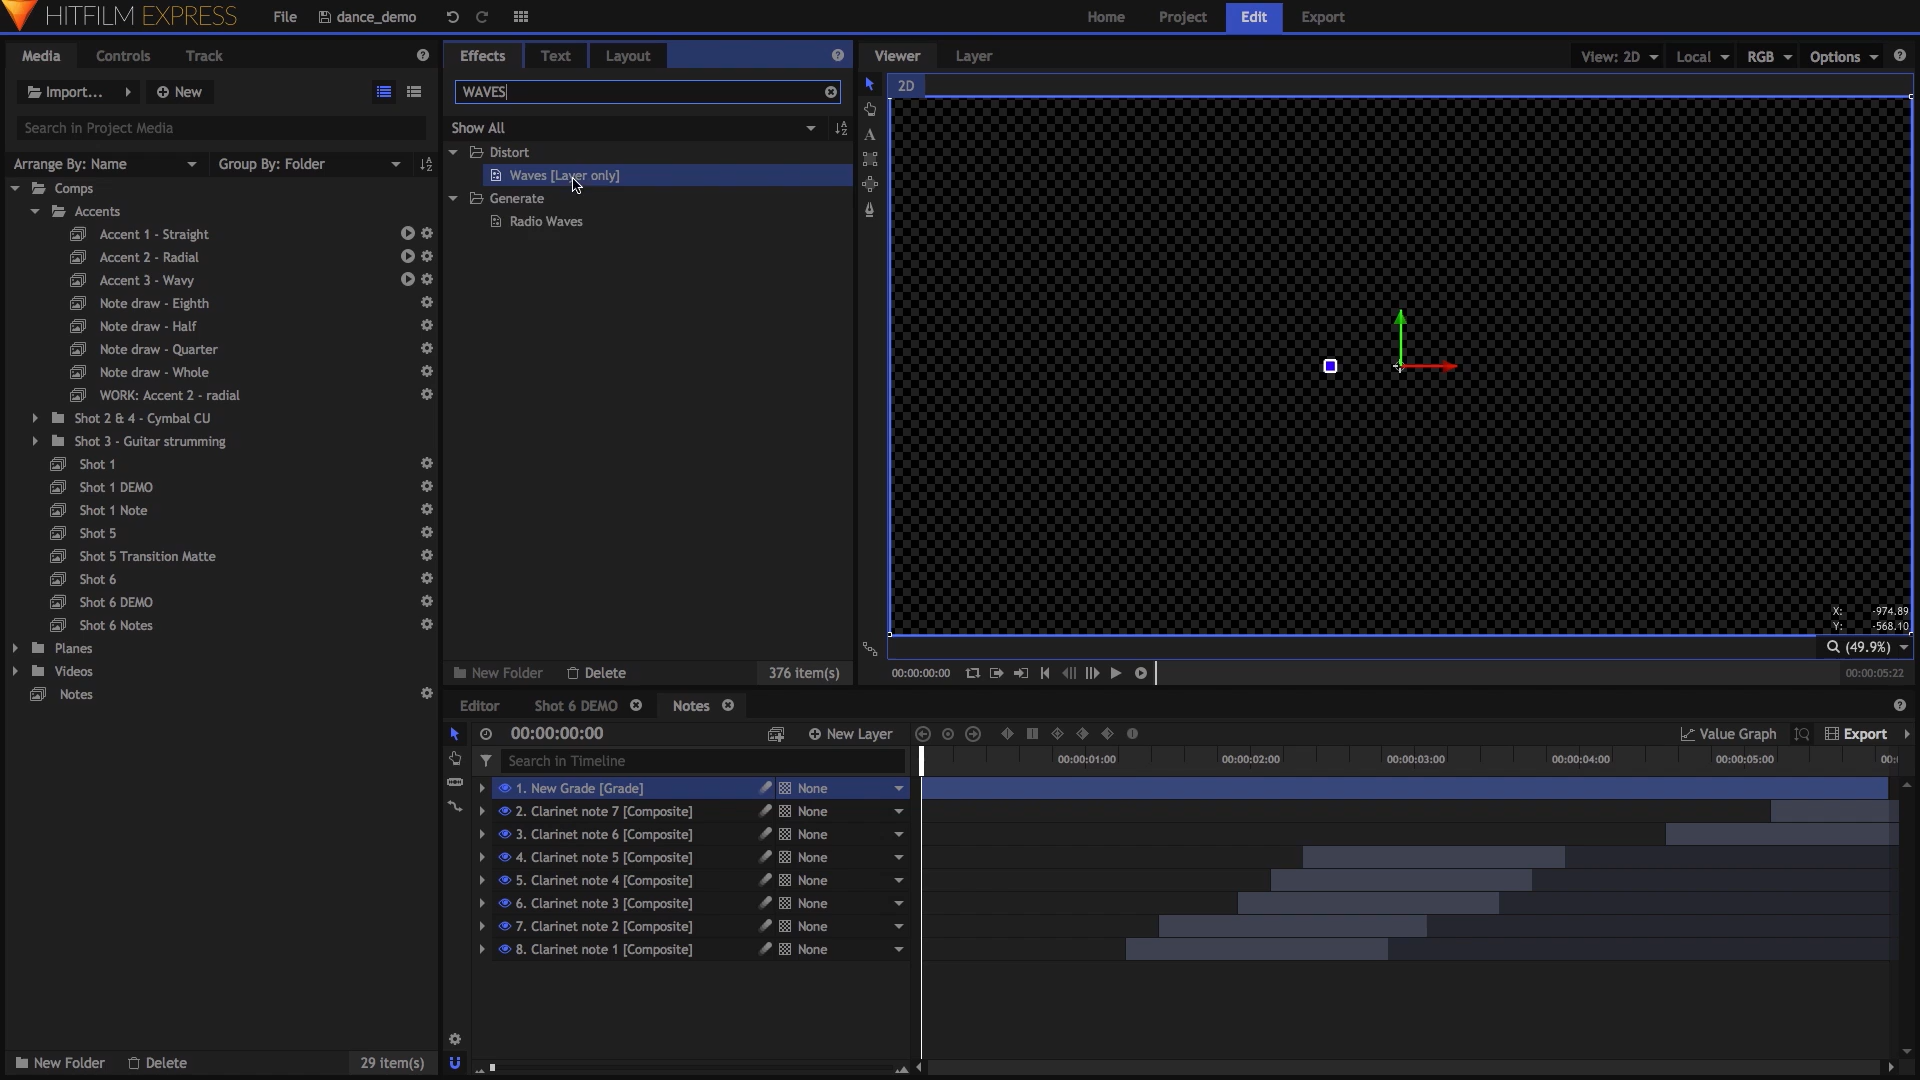 HITFILM EXPRESS
File
dance_demo
Home
Project
Edit
Export
Media
Controls
Track
Import...
New
Search in Project Media
Arrange By: Name
Group By: Folder
Comps
Accents
Accent 1 - Straight
Accent 2 - Radial
Accent 3 - Wavy
Note draw - Eighth
Note draw - Half
Note draw - Quarter
Note draw - Whole
WORK: Accent 2 - radial
Shot 2 & 4 - Cymbal CU
Shot 3 - Guitar strumming
Shot 1
Shot 1 DEMO
Shot 1 Note
Shot 5
Shot 5 Transition Matte
Shot 6
Shot 6 DEMO
Shot 6 Notes
Planes
Videos
Notes
New Folder
Delete
29 item(s)
Effects
Text
Layout
WAVES
Show All
Distort
Waves [Layer only]
Generate
Radio Waves
New Folder
Delete
376 item(s)
Viewer
Layer
View: 2D
Local
RGB
Options
2D
X: -974.89
Y: -568.10
(49.9%)
00:00:00:00
00:00:05:22
Editor
Shot 6 DEMO
Notes
00:00:00:00
New Layer
Value Graph
Export
Search in Timeline
00:00:01:00
00:00:02:00
00:00:03:00
00:00:04:00
00:00:05:00
1. New Grade [Grade] None
2. Clarinet note 7 [Composite] None
3. Clarinet note 6 [Composite] None
4. Clarinet note 5 [Composite] None
5. Clarinet note 4 [Composite] None
6. Clarinet note 3 [Composite] None
7. Clarinet note 2 [Composite] None
8. Clarinet note 1 [Composite] None